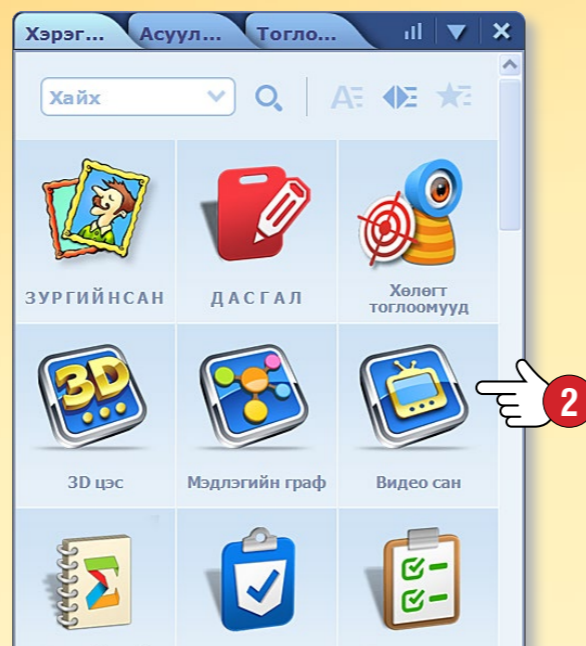 Хэрэг... Асуул... Тогло...
Хайх
ЗУРГИЙНСАН ДАСГАЛ Хөлөгт
тоглоомууд
3D
3D цэс Мэдлэгийн граф Видео сан
2